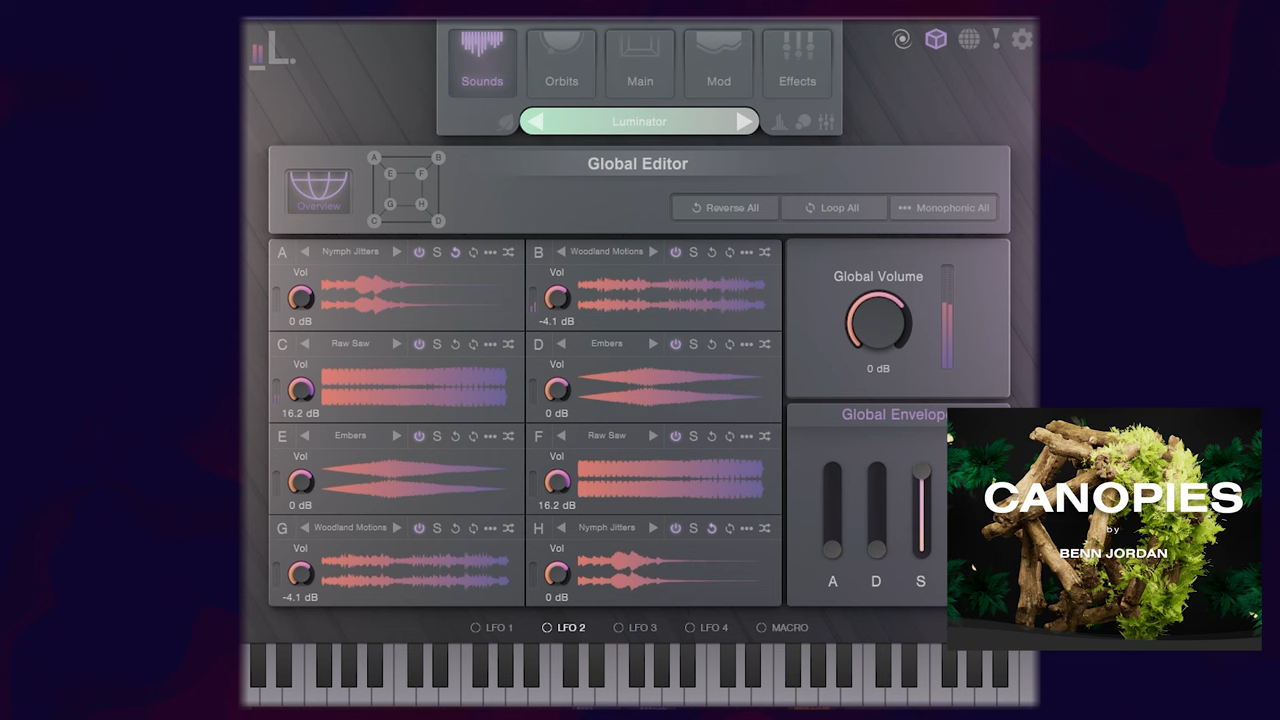 L.
Sounds Orbits Main Mod Effects
Luminator
Global Editor
A B
E F
G H
C D
Overview
Reverse All Loop All Monophonic All
A Nymph Jitters S
Vol
0 dB
B Woodland Motions S
Vol
-4.1 dB
Global Volume
0 dB
C Raw Saw S
Vol
16.2 dB
D Embers S
Vol
0 dB
E Embers S
Vol
0 dB
F Raw Saw S
Vol
16.2 dB
G Woodland Motions S
Vol
-4.1 dB
H Nymph Jitters S
Vol
0 dB
Global Envelop
A D S
CANOPIES
by
BENN JORDAN
LFO 1 LFO 2 LFO 3 LFO 4 MACRO